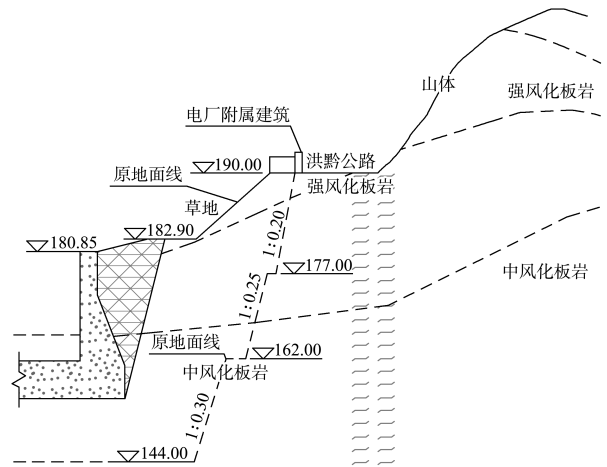 山体
强风化板岩
电厂附属建筑
190.00
洪黔公路
原地面线
强风化板岩
草地
182.90
180.85
1:0.20
177.00
中风化板岩
1:0.25
原地面线
162.00
中风化板岩
1:0.30
144.00